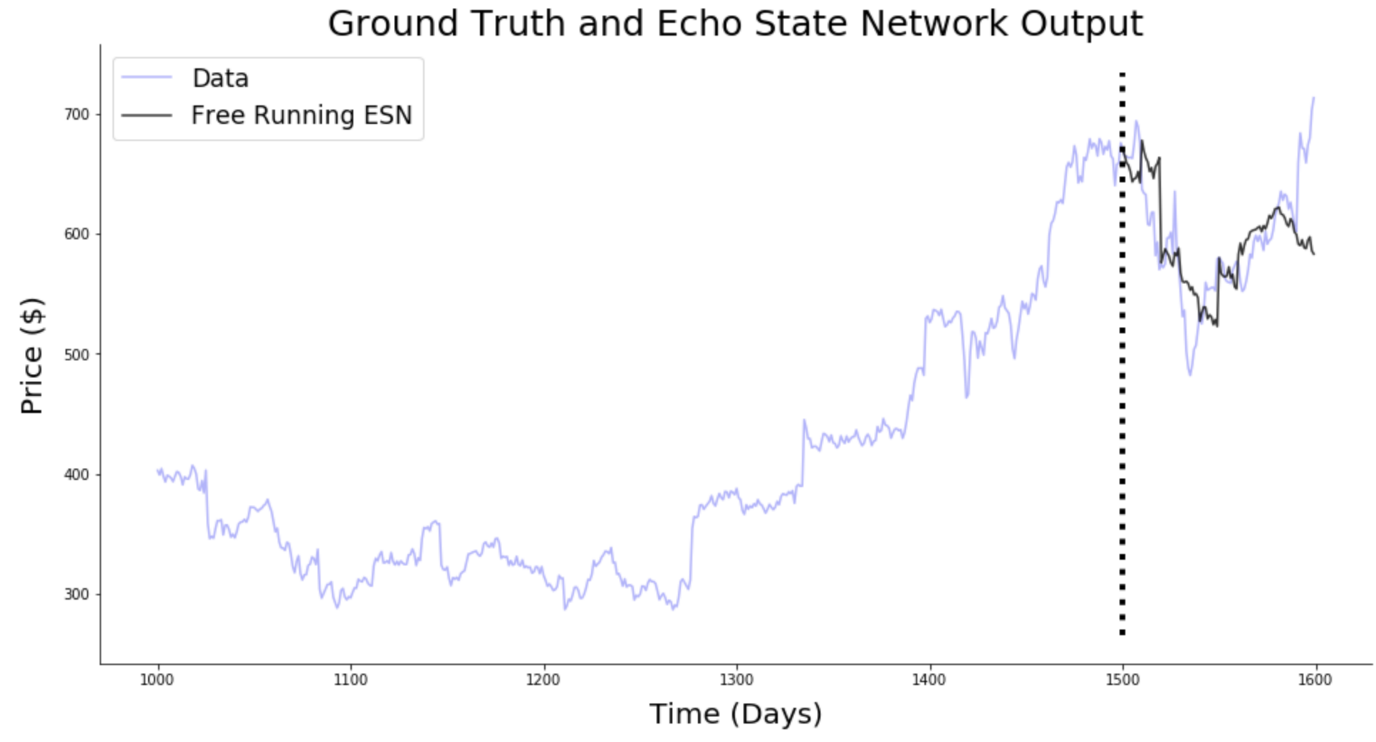 Ground Truth and Echo State Network Output
Data
Free Running ESN
700
600
500
400
300
Price ($)
1000 1100 1200 1300 1400 1500 1600
Time (Days)